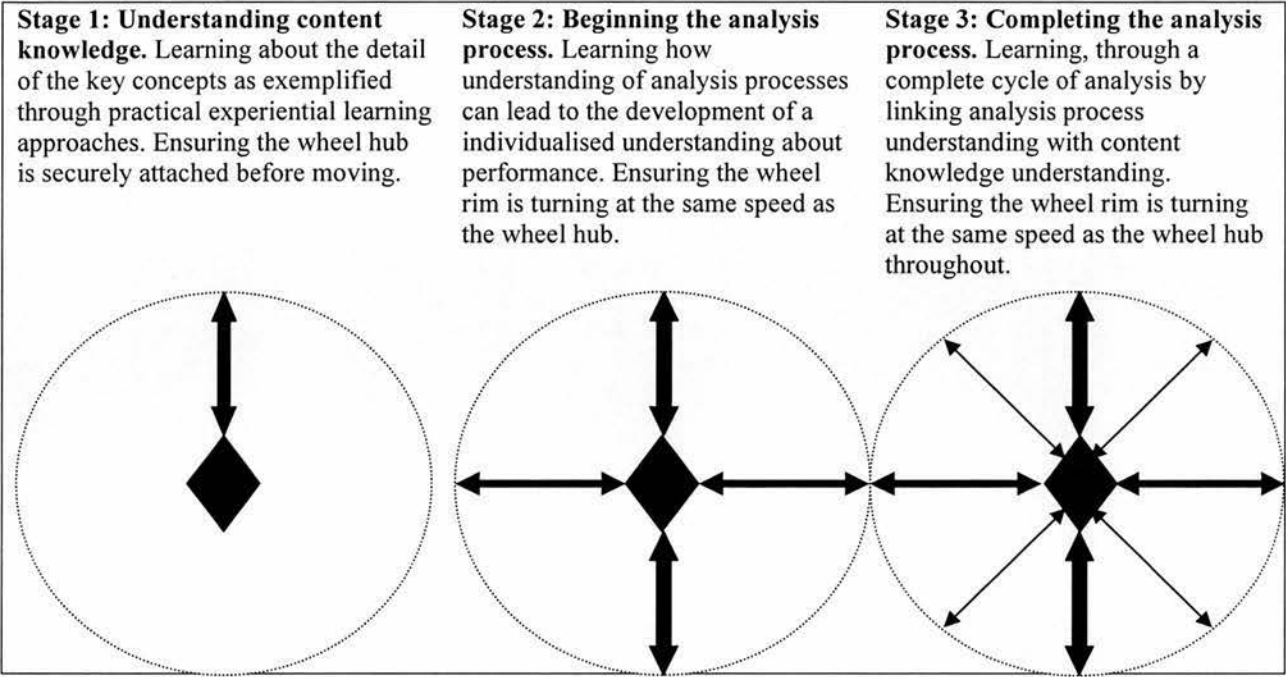 Stage 1: Understanding content
knowledge. Learning about the detail
of the key concepts as exemplified
through practical experiential learning
approaches. Ensuring the wheel hub
is securely attached before moving.
Stage 2: Beginning the analysis
process. Learning how
understanding of analysis processes
can lead to the development of a
individualised understanding about
performance. Ensuring the wheel
rim is turning at the same speed as
the wheel hub.
Stage 3: Completing the analysis
process. Learning, through a
complete cycle of analysis by
linking analysis process
understanding with content
knowledge understanding.
Ensuring the wheel rim is turning
at the same speed as the wheel hub
throughout.